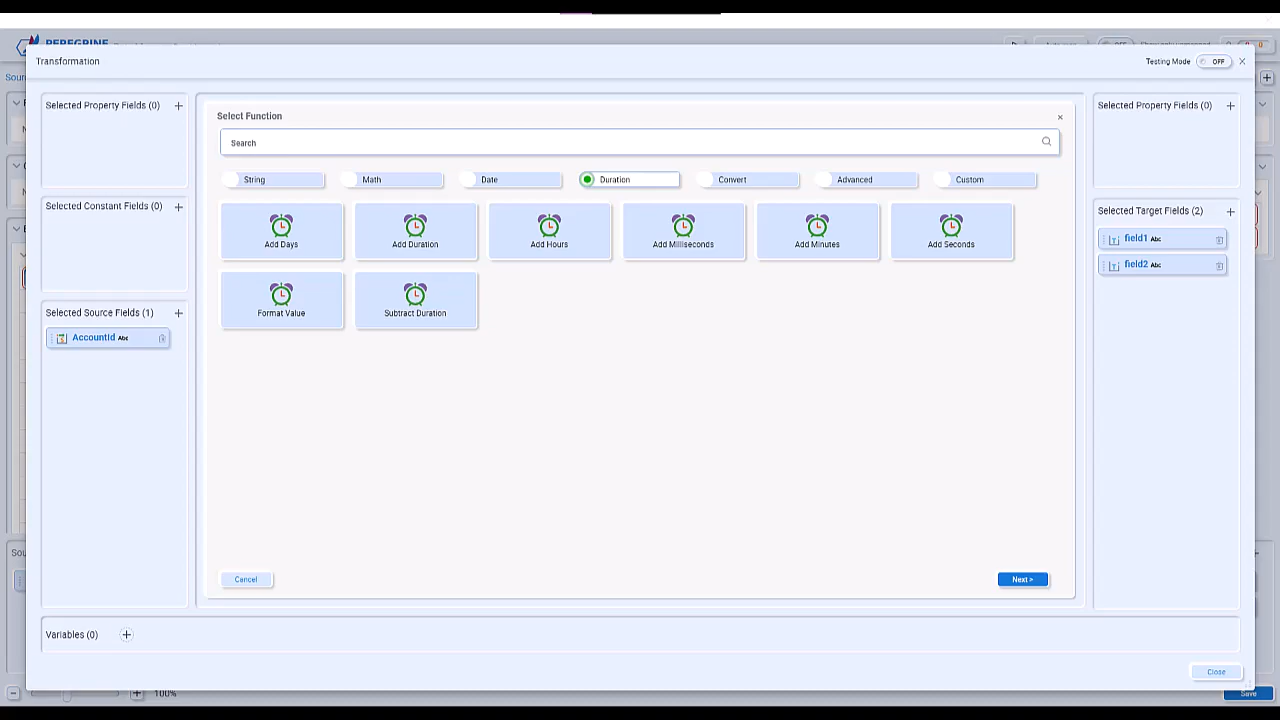 PEREGRINE
Transformation
Testing Mode OFF
Sour
Selected Property Fields (0)
Selected Constant Fields (0)
Selected Source Fields (1)
AccountId Abc
Select Function
Search
String Math Date Duration Convert Advanced Custom
Add Days Add Duration Add Hours Add Milliseconds Add Minutes Add Seconds
Format Value Subtract Duration
Cancel Next >
Selected Property Fields (0)
Selected Target Fields (2)
field1 Abc
field2 Abc
Sou
Variables (0)
Close
100%
Save